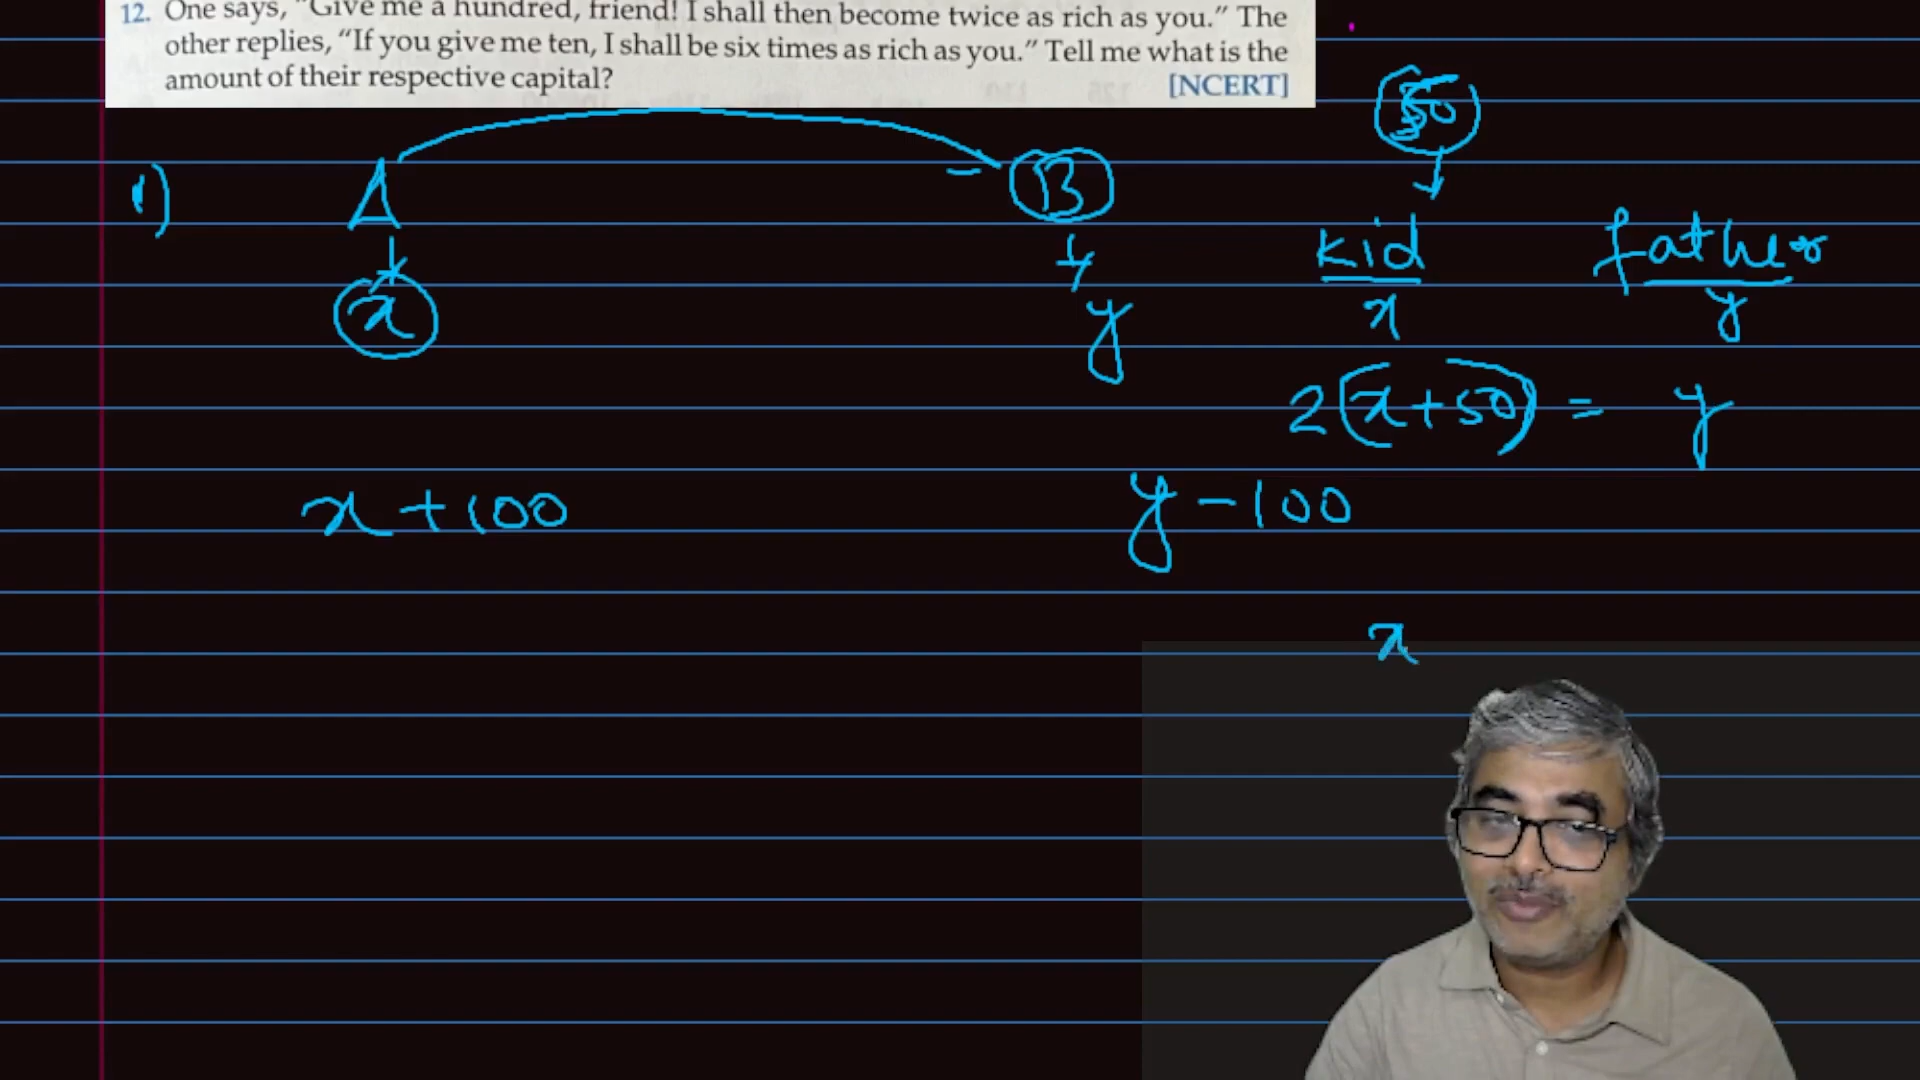 12. One says, "Give me a hundred, friend! I shall then become twice as rich as you." The
other replies, "If you give me ten, I shall be six times as rich as you." Tell me what is the
amount of their respective capital?
[NCERT]
50
1) A - B
Kid father
x y
x y
2(x+50) = y
x+100 y-100
x